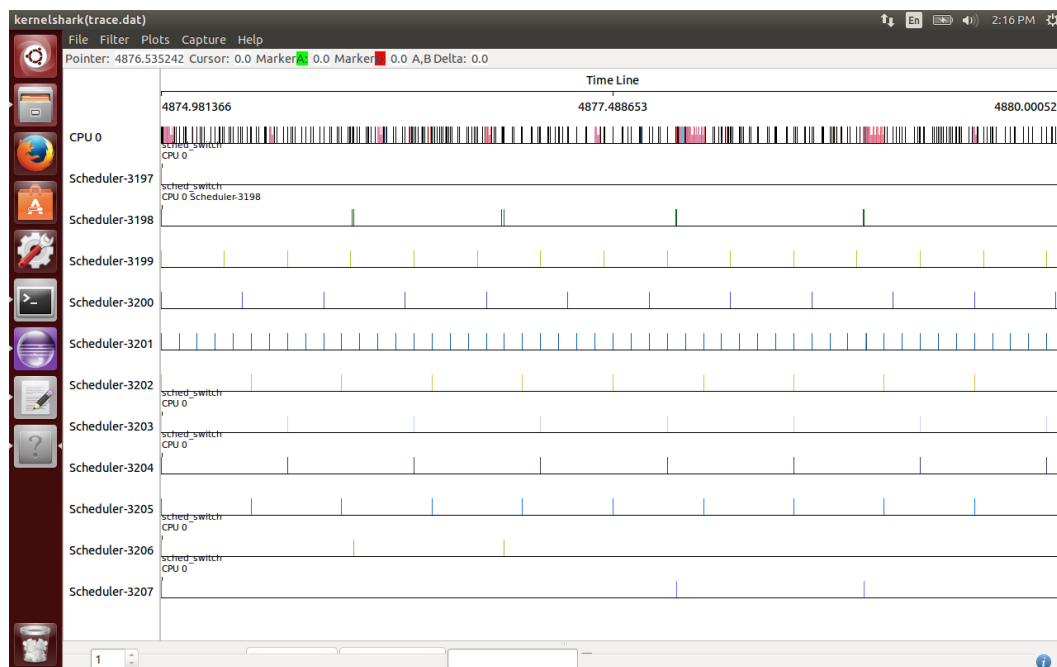 kernelshark(trace.dat) En 2:16 PM
File Filter Plots Capture Help
Pointer: 4876.535242 Cursor: 0.0 Marker A: 0.0 Marker 0.0 A,B Delta: 0.0
Time Line
4874.981366 4877.488653 4880.00052
CPU 0
sched_switch
CPU 0
Scheduler-3197
sched_switch
CPU 0 Scheduler-3198
Scheduler-3198
Scheduler-3199
Scheduler-3200
Scheduler-3201
Scheduler-3202
sched_switch
CPU 0
Scheduler-3203
sched_switch
CPU 0
Scheduler-3204
Scheduler-3205
sched_switch
CPU 0
Scheduler-3206
sched_switch
CPU 0
Scheduler-3207
1